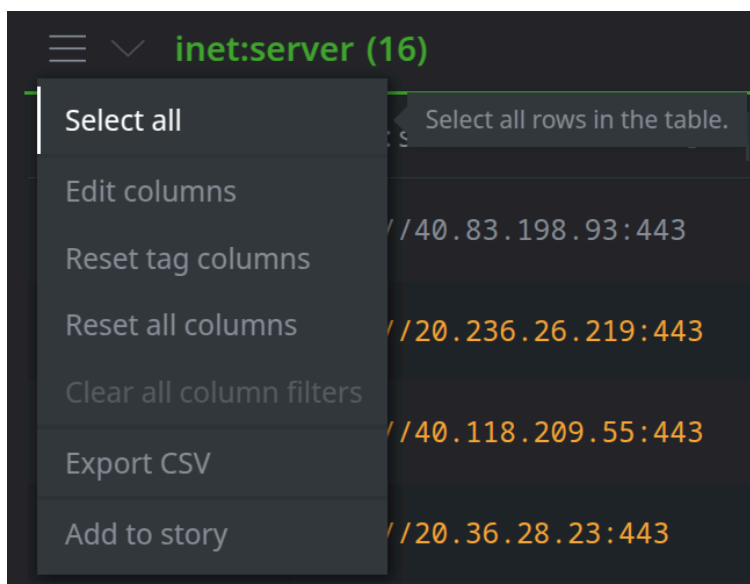 inet:server (16)
Select all
Select all rows in the table.
Edit columns
//40.83.198.93:443
Reset tag columns
Reset all columns
//20.236.26.219:443
Clear all column filters
//40.118.209.55:443
Export CSV
Add to story
//20.36.28.23:443